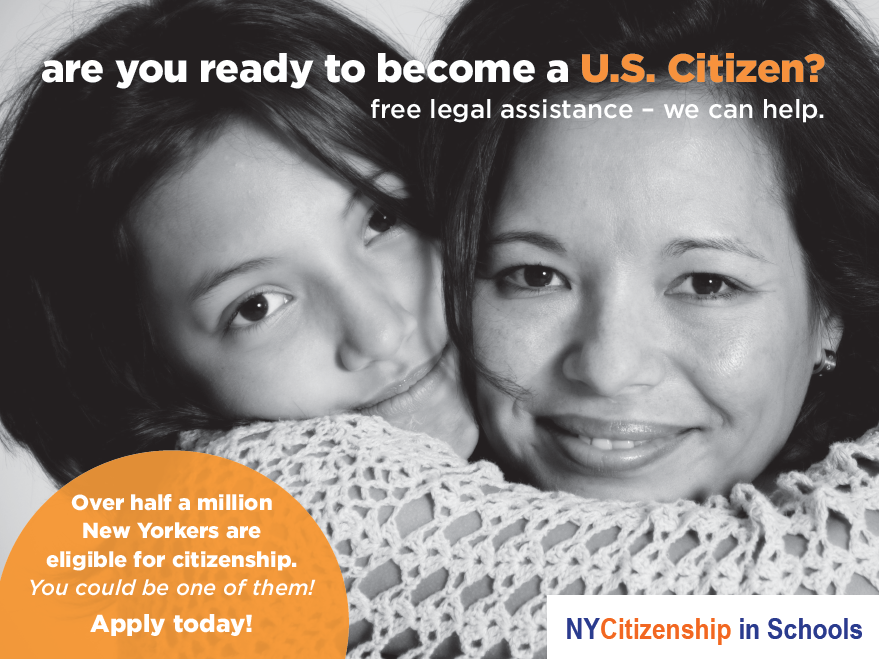 are you ready to become a U.S. Citizen?
free legal assistance – we can help.
Over half a million
New Yorkers are
eligible for citizenship.
You could be one of them!
Apply today!
NYCitizenship in Schools